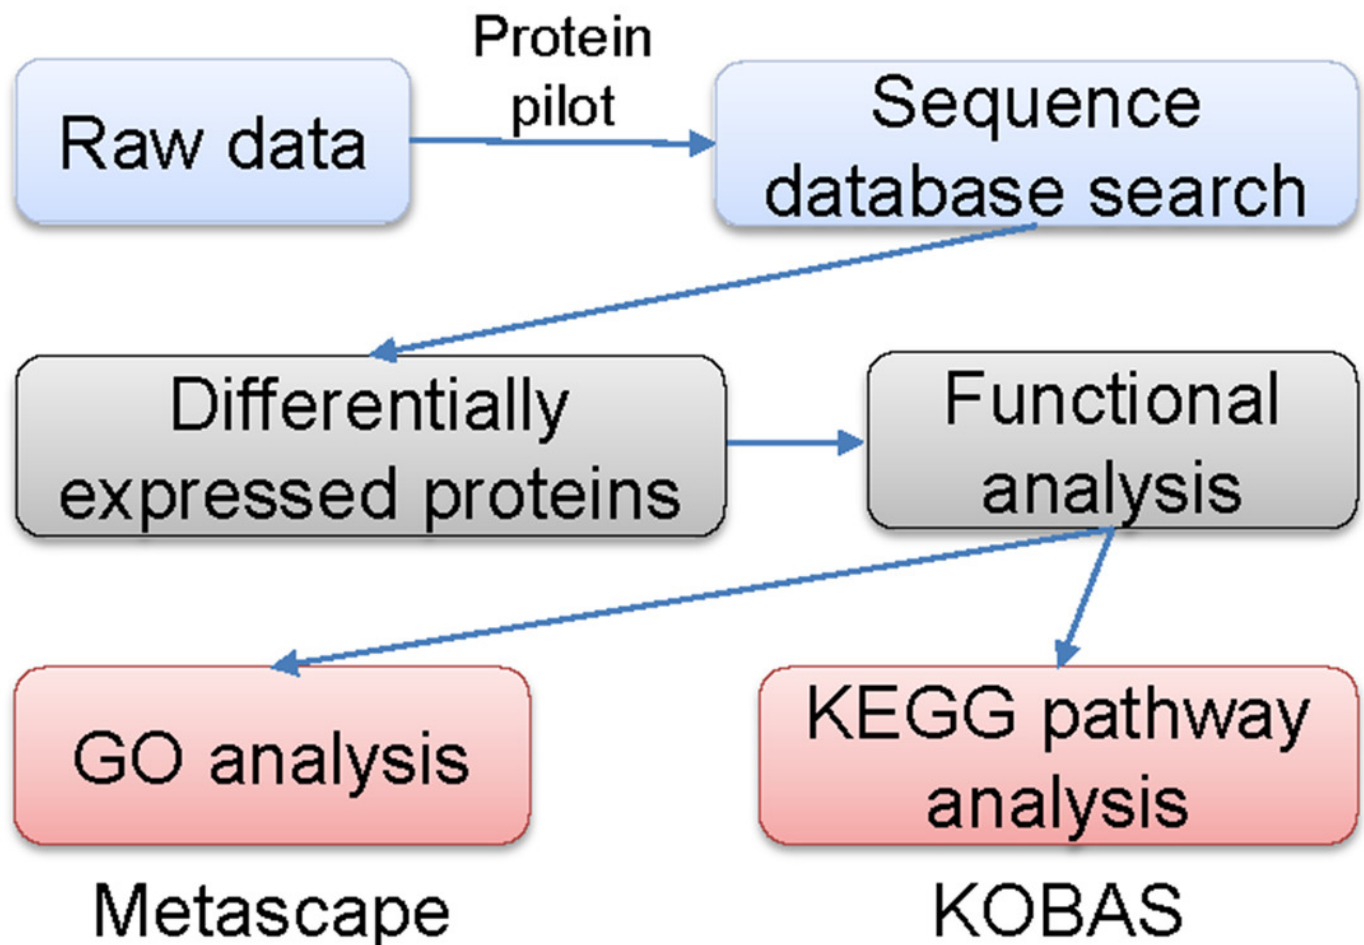 Protein
pilot
Raw data
Sequence
database search
Differentially
expressed proteins
Functional
analysis
GO analysis
KEGG pathway
analysis
Metascape
KOBAS